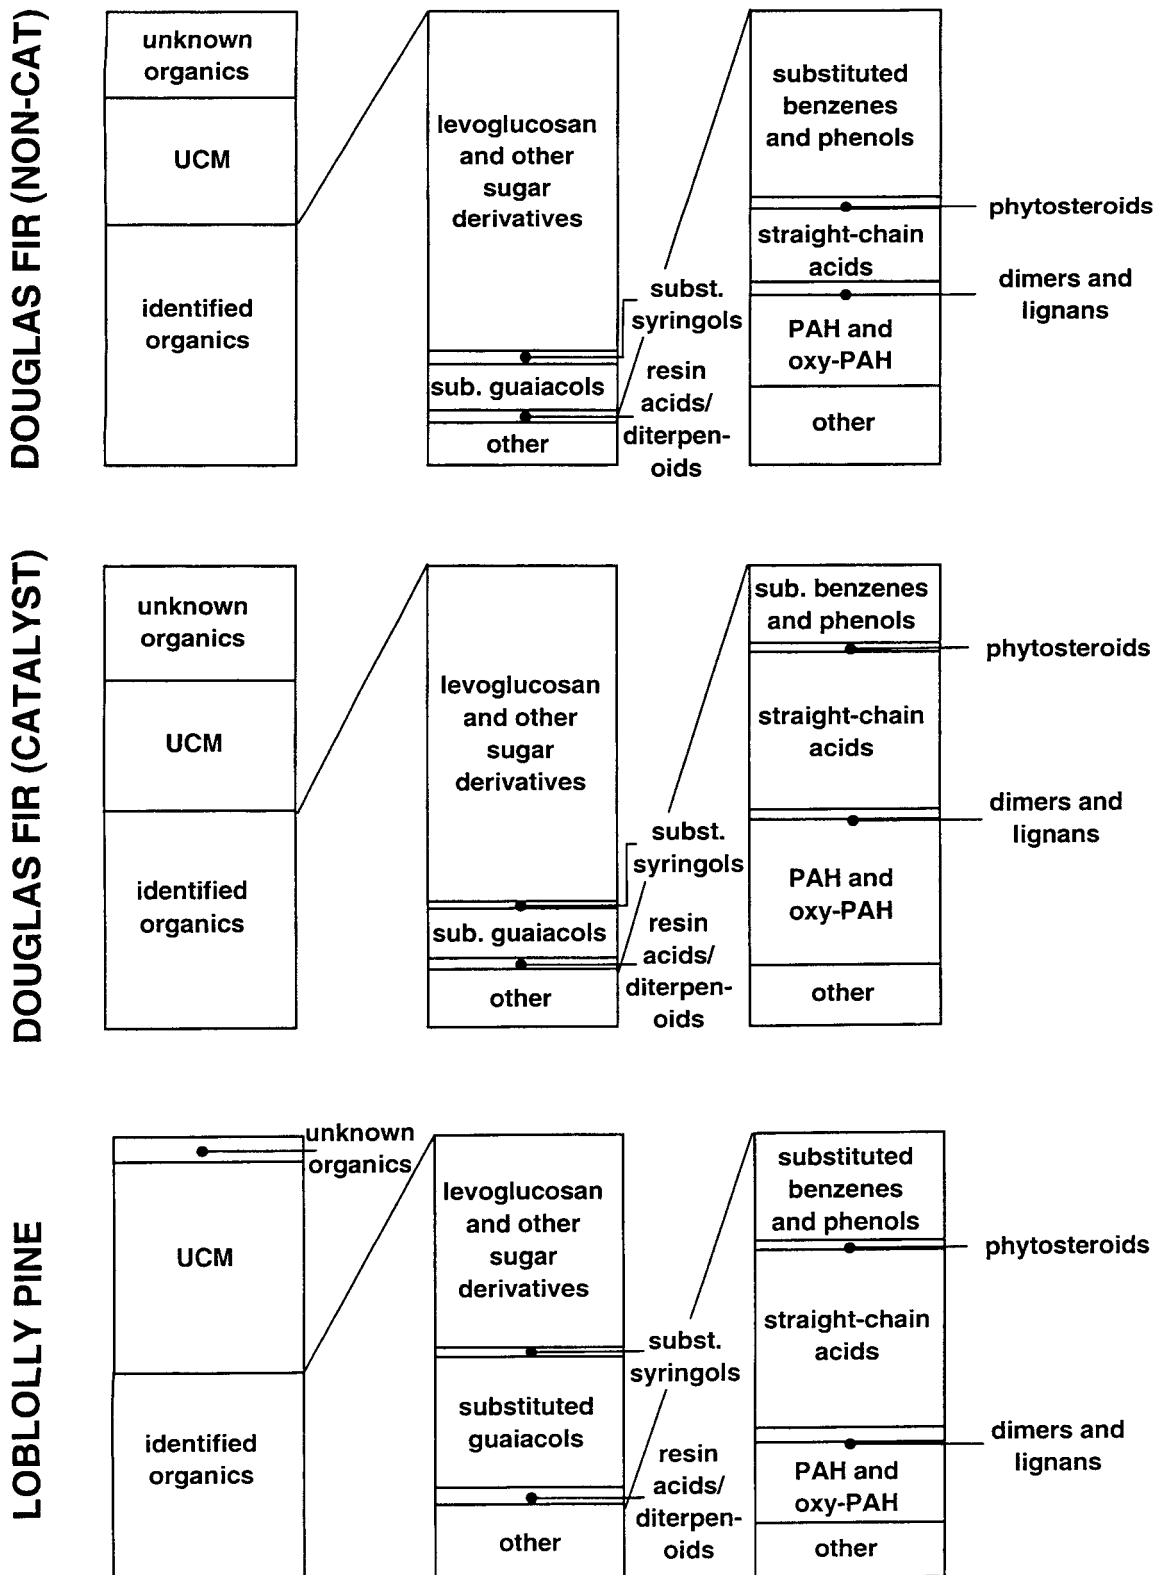 DOUGLAS FIR (NON-CAT)
unknown
organics
UCM
identified
organics
levoglucosan
and other
sugar
derivatives
sub. guaiacols
other
subst.
syringols
resin
acids/
diterpen-
oids
substituted
benzenes
and phenols
straight-chain
acids
PAH and
oxy-PAH
other
phytosteroids
dimers and
lignans
DOUGLAS FIR (CATALYST)
unknown
organics
UCM
identified
organics
levoglucosan
and other
sugar
derivatives
sub. guaiacols
other
subst.
syringols
resin
acids/
diterpen-
oids
sub. benzenes
and phenols
straight-chain
acids
PAH and
oxy-PAH
other
phytosteroids
dimers and
lignans
LOBLOLLY PINE
unknown
organics
UCM
identified
organics
levoglucosan
and other
sugar
derivatives
substituted
guaiacols
other
subst.
syringols
resin
acids/
diterpen-
oids
substituted
benzenes
and phenols
straight-chain
acids
PAH and
oxy-PAH
other
phytosteroids
dimers and
lignans